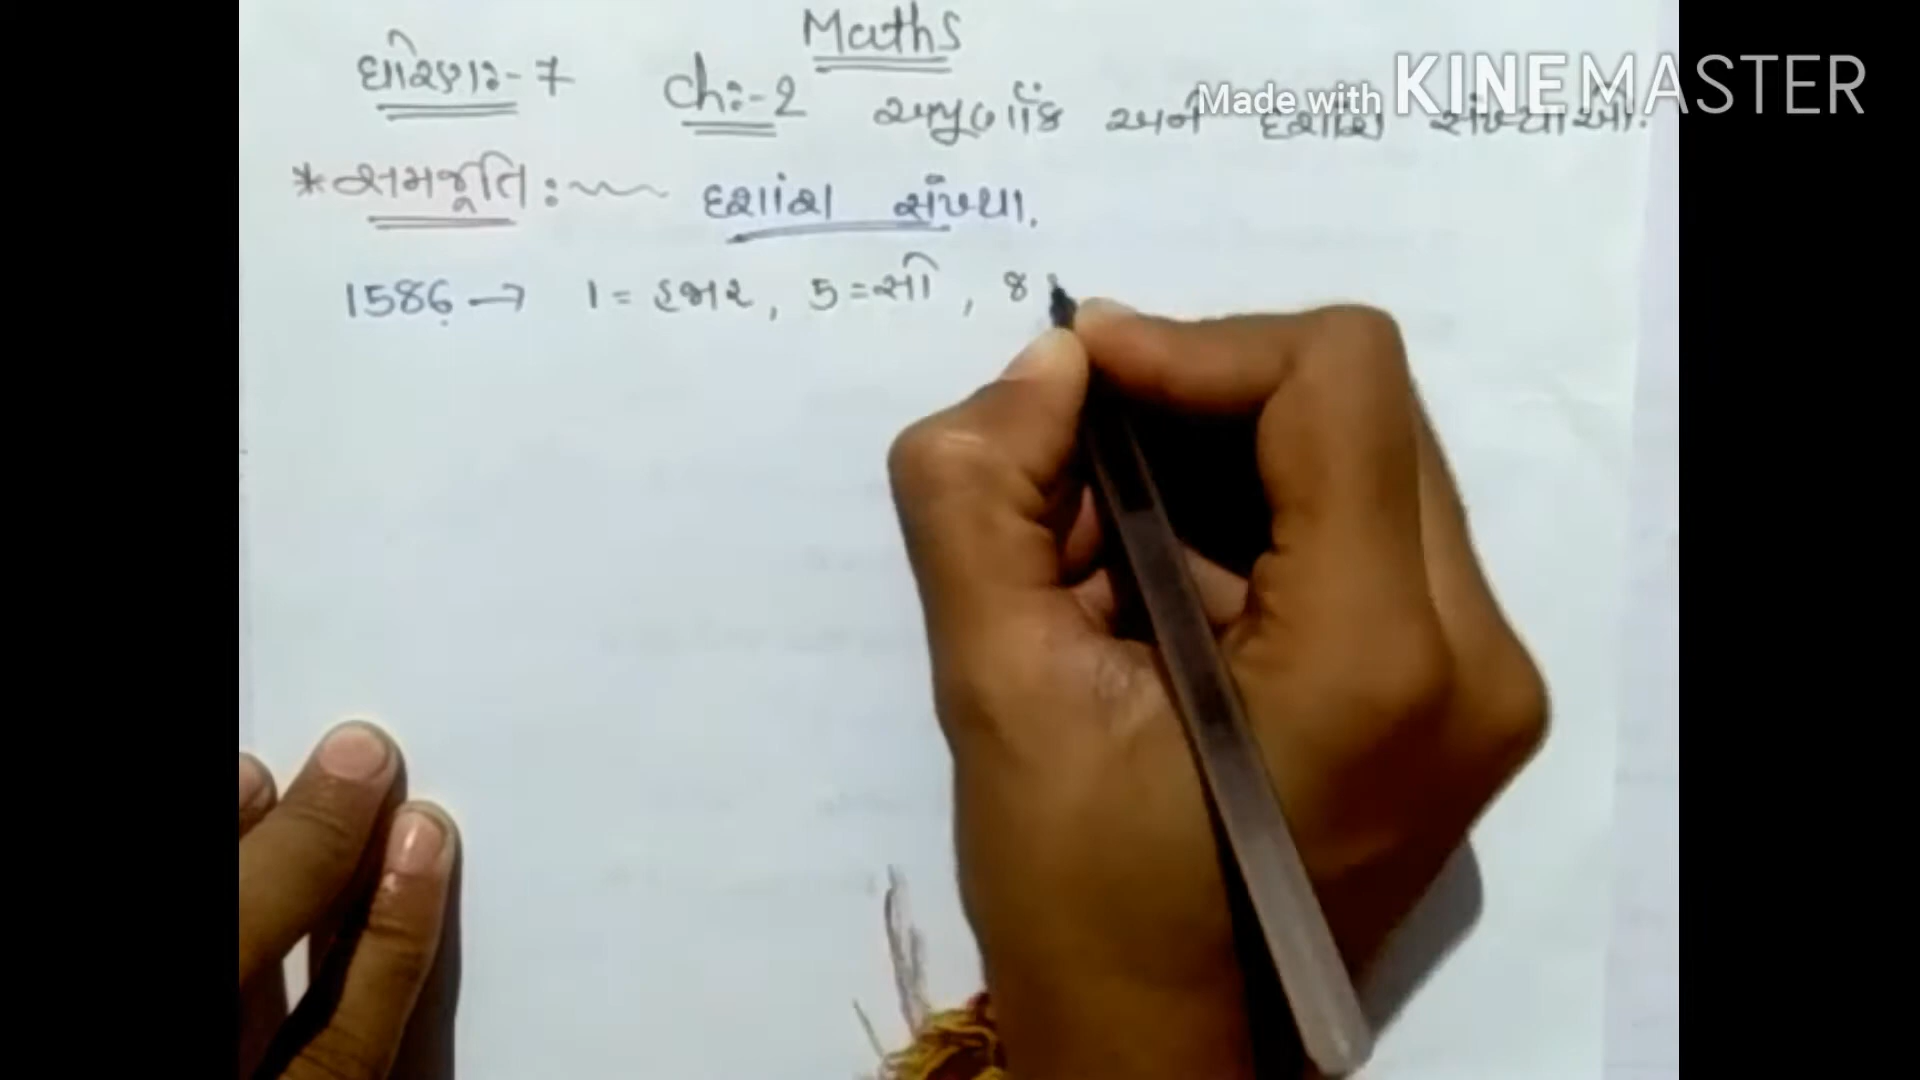 Maths
ધોરણઃ- 7 Ch:- 2 અપૂર્ણાંક અને દશાંશ સંખ્યાઓ.
Made with KINEMASTER
* સમજૂતિ : દશાંશ સંખ્યા.
1586 → 1 = હજાર, 5 = સૌ, 8